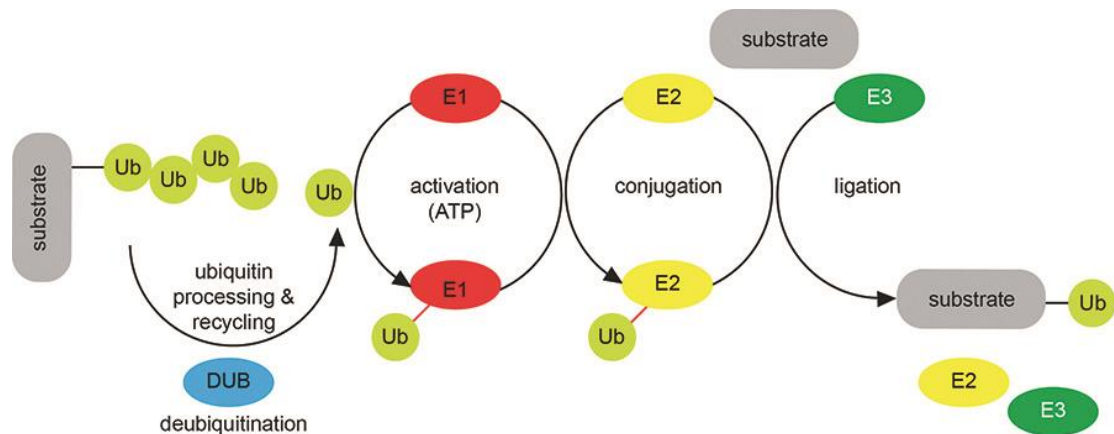 substrate
E1
E2
E3
substrate
Ub
Ub
Ub
Ub
Ub
activation
(ATP)
conjugation
ligation
ubiquitin
processing &
recycling
E1
Ub
E2
Ub
substrate
Ub
DUB
deubiquitination
E2
E3